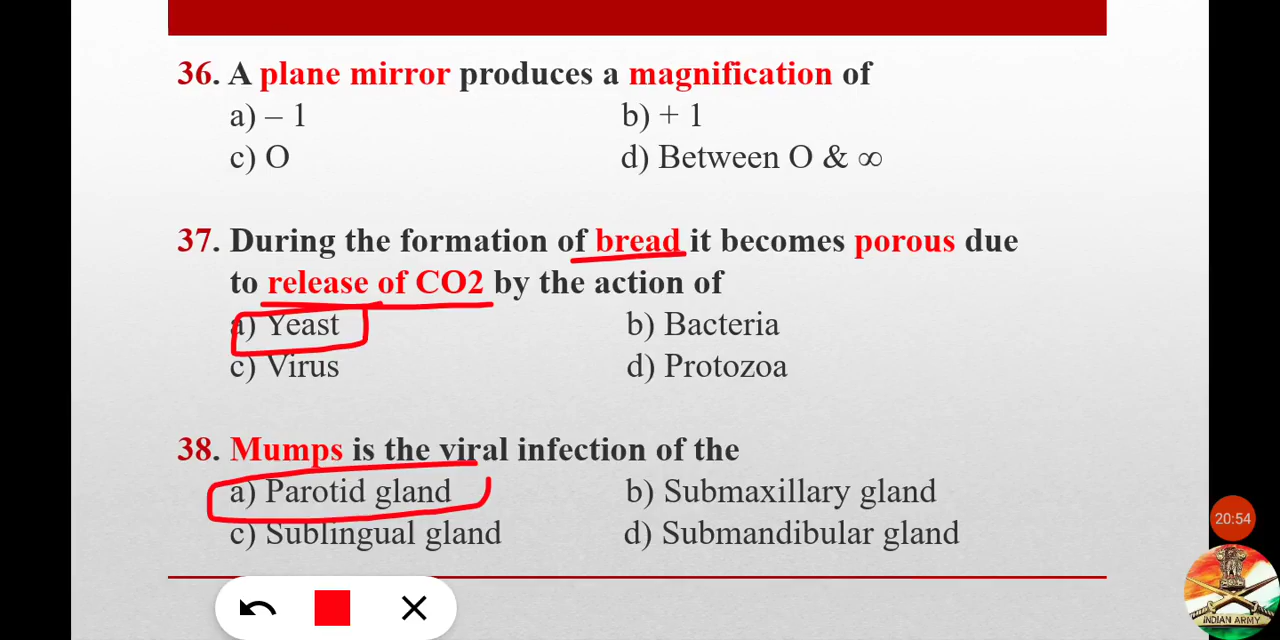 36. A plane mirror produces a magnification of
a) – 1 b) + 1
c) O d) Between O & ∞
37. During the formation of bread it becomes porous due
to release of CO2 by the action of
a) Yeast b) Bacteria
c) Virus d) Protozoa
38. Mumps is the viral infection of the
a) Parotid gland b) Submaxillary gland
c) Sublingual gland d) Submandibular gland
20:54
INDIAN ARMY